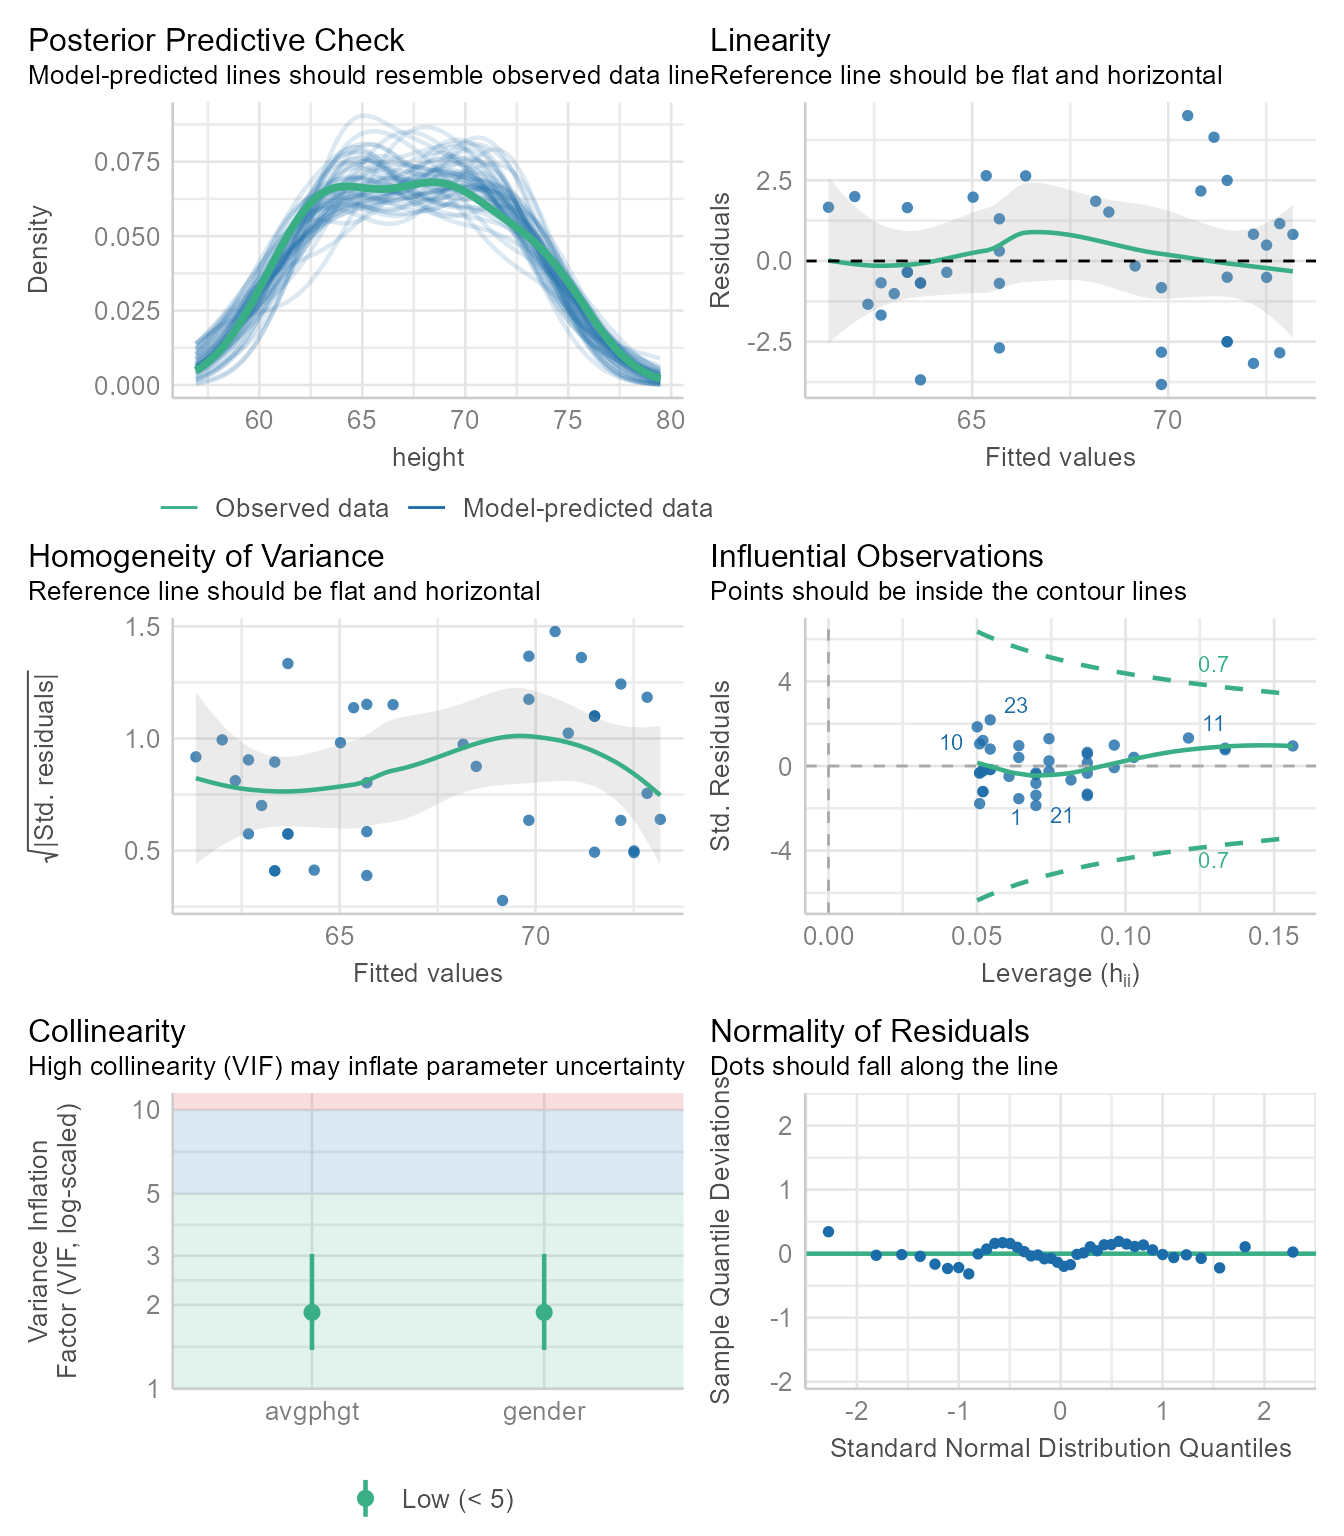 Posterior Predictive Check
Model-predicted lines should resemble observed data line
0.075
0.050
0.025
0.000
Density
60 65 70 75 80
height
Observed data Model-predicted data
Linearity
Reference line should be flat and horizontal
2.5
0.0
-2.5
Residuals
65 70
Fitted values
Homogeneity of Variance
Reference line should be flat and horizontal
1.5
1.0
0.5
√|Std. residuals|
65 70
Fitted values
Influential Observations
Points should be inside the contour lines
4
0
-4
Std. Residuals
0.7
23
11
10
1
21
0.7
0.00 0.05 0.10 0.15
Leverage (hii)
Collinearity
High collinearity (VIF) may inflate parameter uncertainty
10
5
3
2
1
Variance Inflation
Factor (VIF, log-scaled)
avgphgt gender
Low (< 5)
Normality of Residuals
Dots should fall along the line
2
1
0
-1
-2
Sample Quantile Deviations
-2 -1 0 1 2
Standard Normal Distribution Quantiles